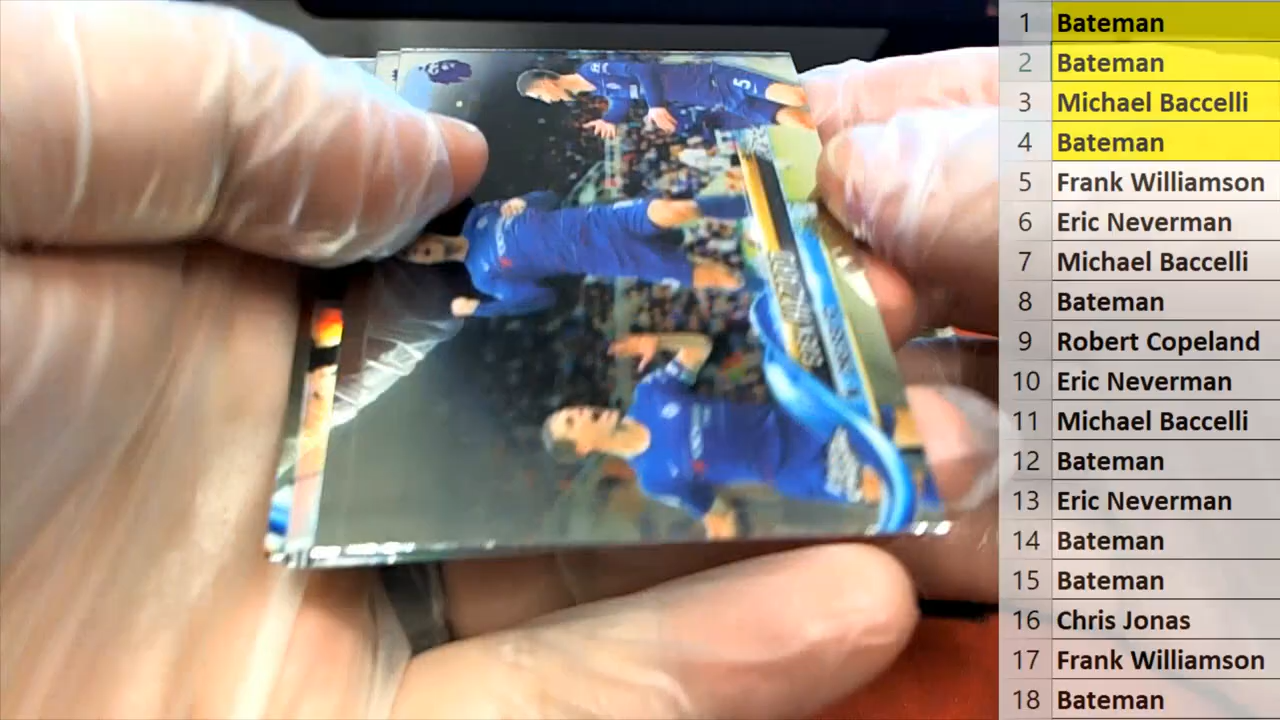 1 Bateman
2 Bateman
3 Michael Baccelli
4 Bateman
5 Frank Williamson
6 Eric Neverman
7 Michael Baccelli
8 Bateman
9 Robert Copeland
10 Eric Neverman
11 Michael Baccelli
12 Bateman
13 Eric Neverman
14 Bateman
15 Bateman
16 Chris Jonas
17 Frank Williamson
18 Bateman
5